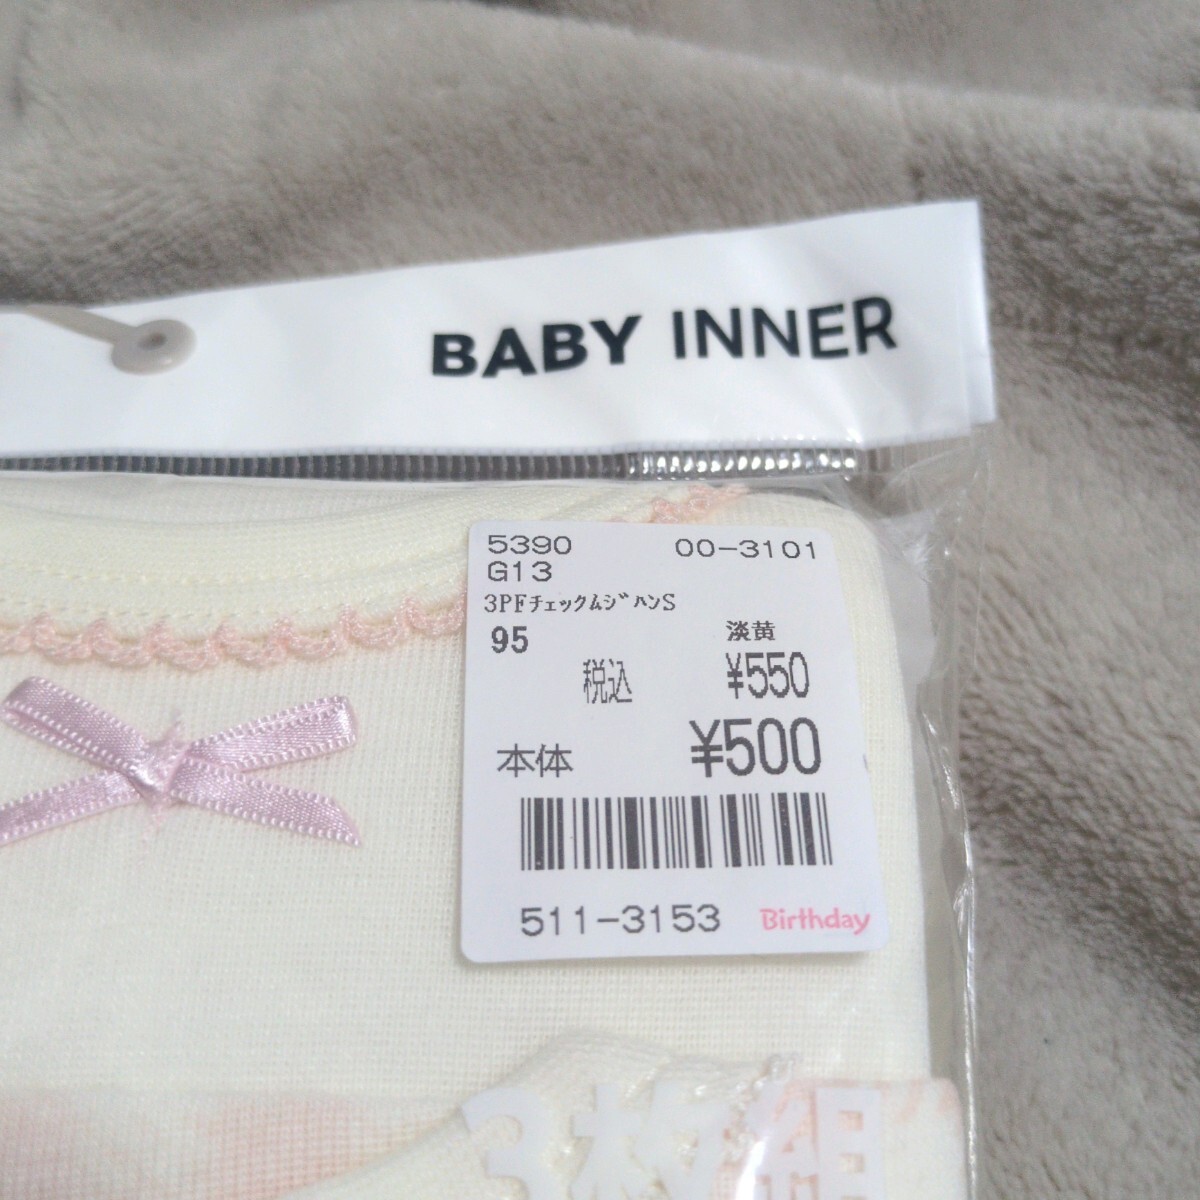 BABY INNER
5390 00-3101
G13
3PFチェックムジハンS
95 淡黄
税込 ¥550
本体 ¥500
511-3153 Birthday
3枚組